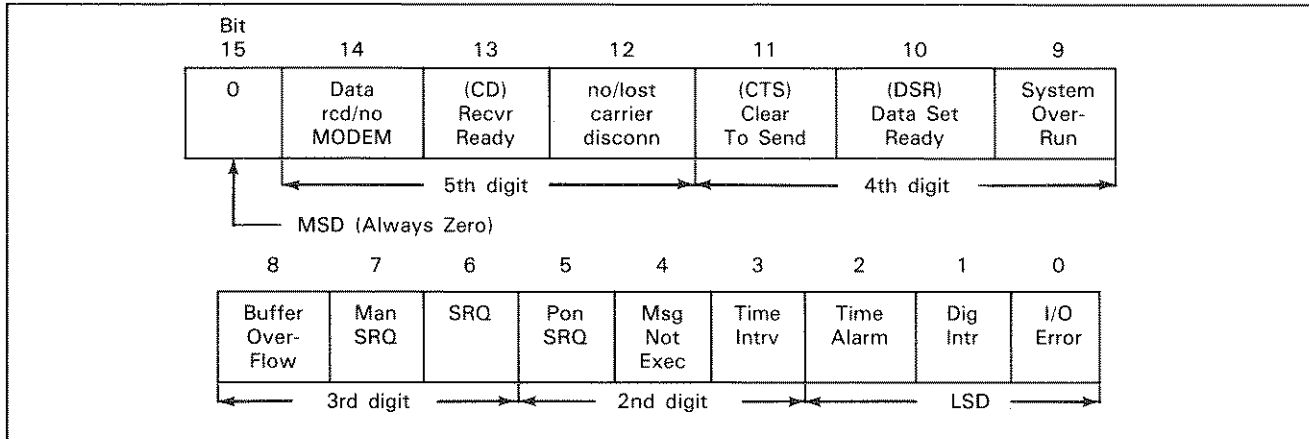 Bit
15 14 13 12 11 10 9
0 Data (CD) no/lost (CTS) (DSR) System
rcd/no Recvr carrier Clear Data Set Over-
MODEM Ready disconn To Send Ready Run
5th digit 4th digit
MSD (Always Zero)
8 7 6 5 4 3 2 1 0
Buffer Man SRQ Pon Msg Time Time Dig I/O
Over- SRQ SRQ Not Intrv Alarm Intr Error
Flow Exec
3rd digit 2nd digit LSD